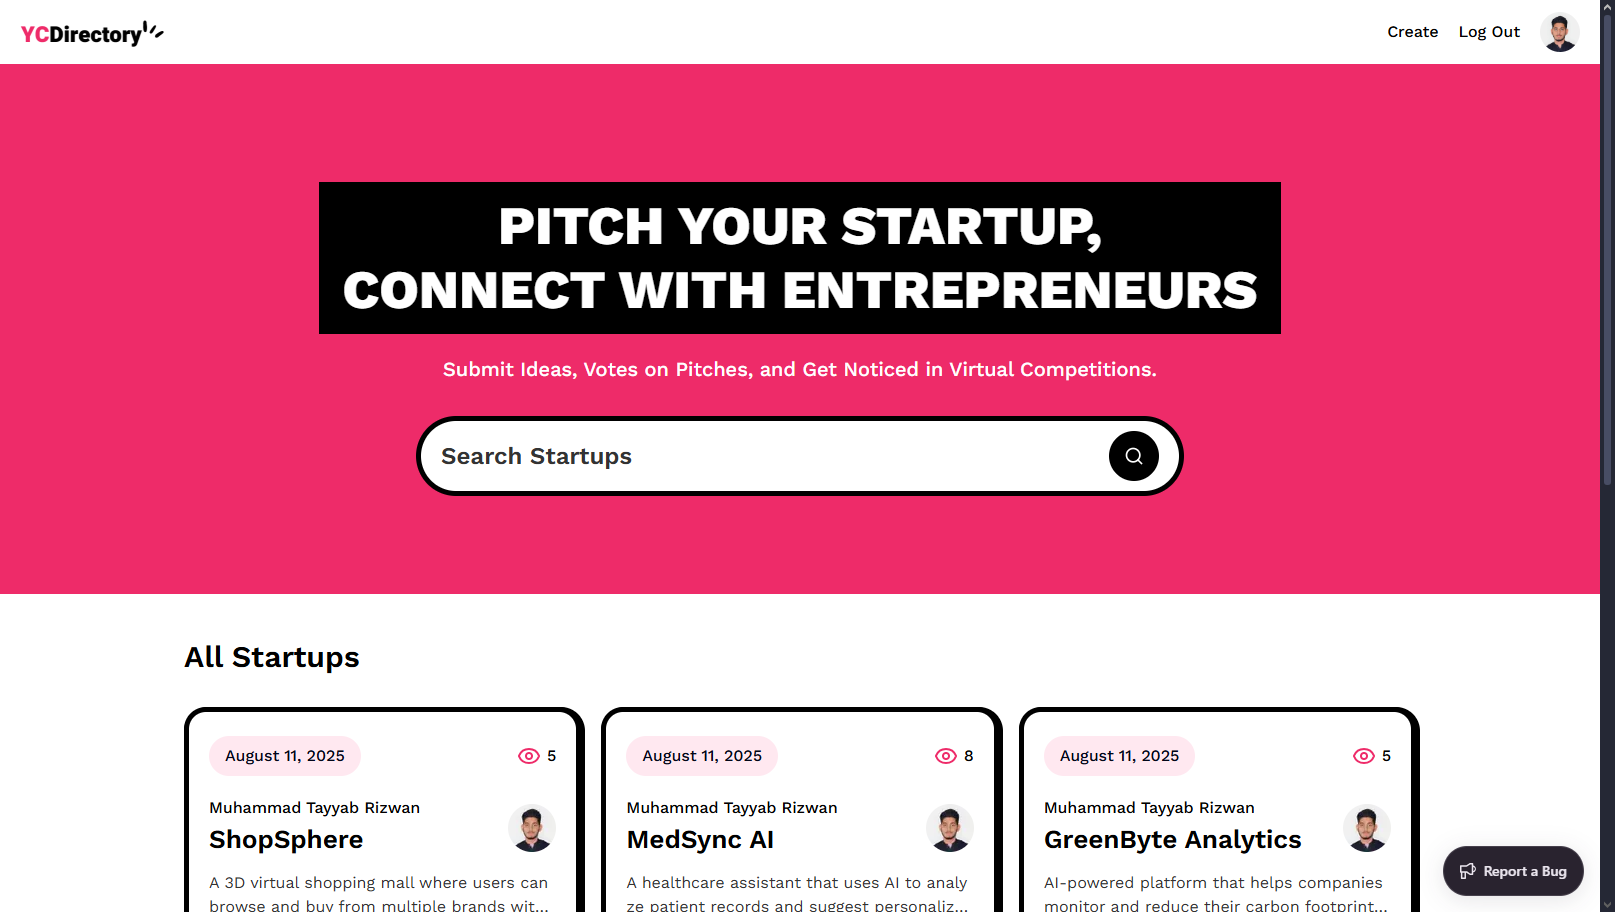 YCDirectory
Create Log Out
PITCH YOUR STARTUP,
CONNECT WITH ENTREPRENEURS
Submit Ideas, Votes on Pitches, and Get Noticed in Virtual Competitions.
Search Startups
All Startups
August 11, 2025 5
Muhammad Tayyab Rizwan
ShopSphere
A 3D virtual shopping mall where users can
browse and buy from multiple brands wit...
August 11, 2025 8
Muhammad Tayyab Rizwan
MedSync AI
A healthcare assistant that uses AI to analy
ze patient records and suggest personaliz...
August 11, 2025 5
Muhammad Tayyab Rizwan
GreenByte Analytics
AI-powered platform that helps companies
monitor and reduce their carbon footprint...
Report a Bug